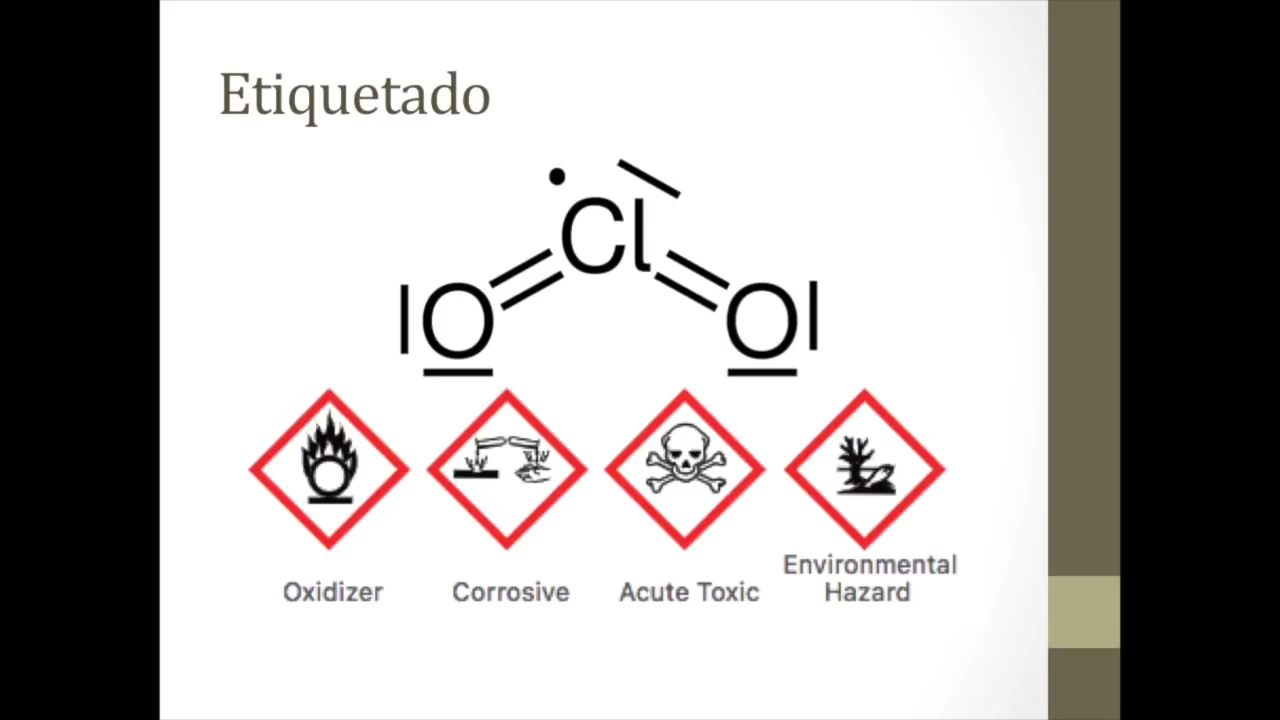 Etiquetado
Cl
O O
Oxidizer
Corrosive
Acute Toxic
Environmental
Hazard